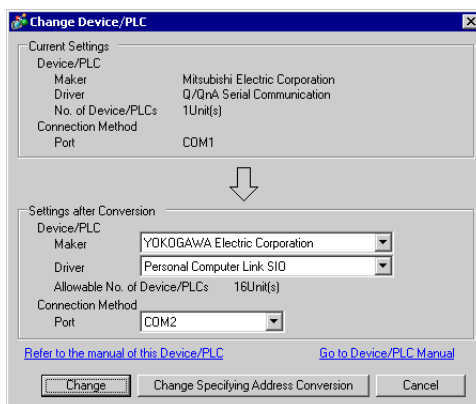 Change Device/PLC
Current Settings
Device/PLC
Maker Mitsubishi Electric Corporation
Driver Q/QnA Serial Communication
No. of Device/PLCs 1Unit(s)
Connection Method
Port COM1
Settings after Conversion
Device/PLC
Maker YOKOGAWA Electric Corporation
Driver Personal Computer Link SIO
Allowable No. of Device/PLCs 16Unit(s)
Connection Method
Port COM2
Refer to the manual of this Device/PLC Go to Device/PLC Manual
Change Change Specifying Address Conversion Cancel